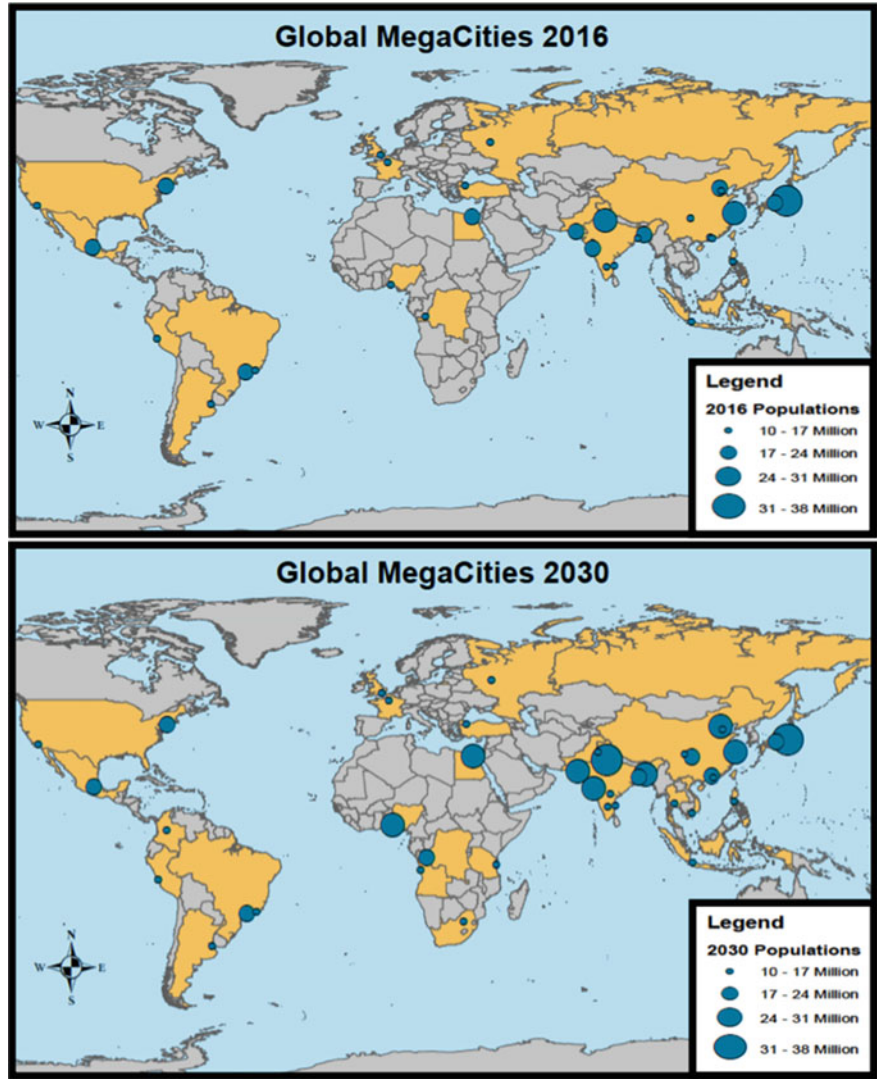 Global MegaCities 2016
N
W E
S
Legend
2016 Populations
10 - 17 Million
17 - 24 Million
24 - 31 Million
31 - 38 Million
Global MegaCities 2030
N
W E
S
Legend
2030 Populations
10 - 17 Million
17 - 24 Million
24 - 31 Million
31 - 38 Million